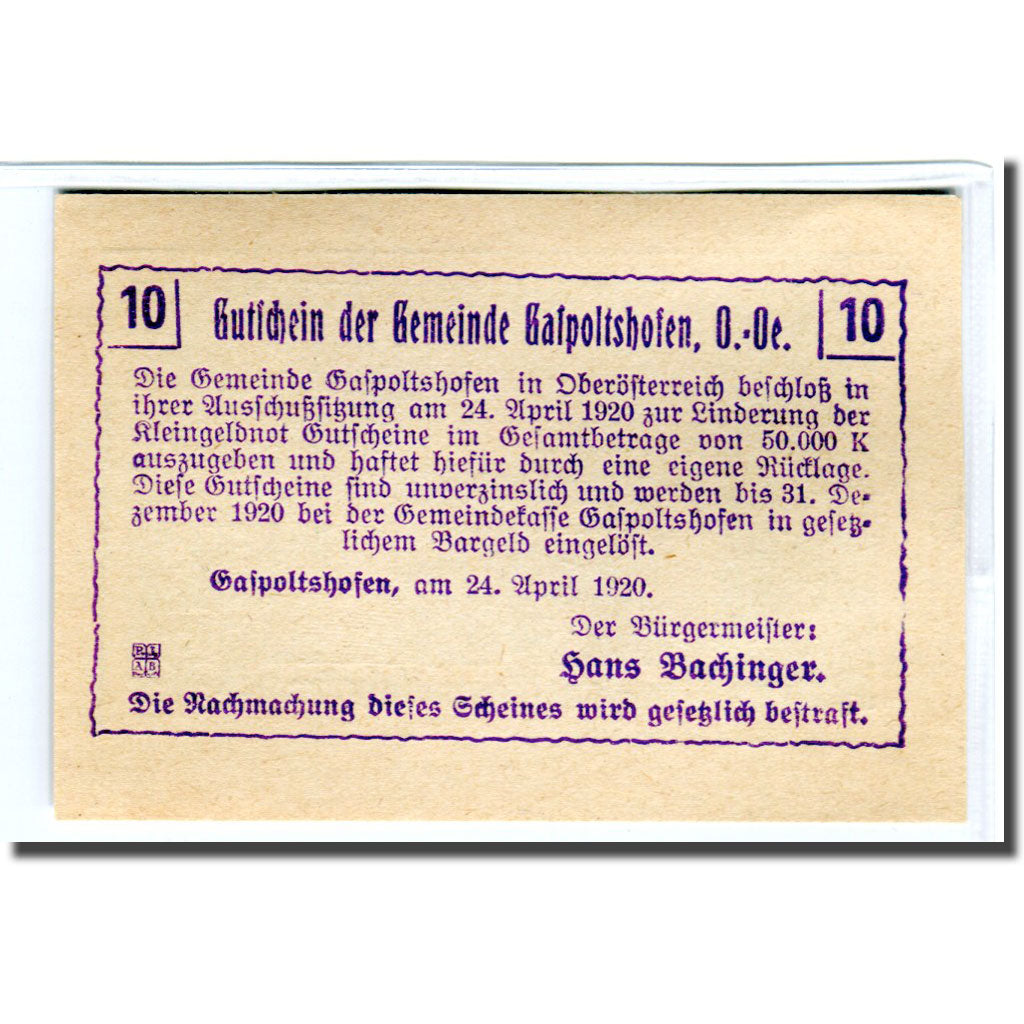 10 Gutschein der Gemeinde Gaspoltshofen, O.-Oe. 10
Die Gemeinde Gaspoltshofen in Oberösterreich beschloß in
ihrer Ausschußsitzung am 24. April 1920 zur Linderung der
Kleingeldnot Gutscheine im Gesamtbetrage von 50.000 K
auszugeben und haftet hiefür durch eine eigene Rücklage.
Diese Gutscheine sind unverzinslich und werden bis 31. De-
zember 1920 bei der Gemeindekasse Gaspoltshofen in gesetz-
lichem Bargeld eingelöst.
Gaspoltshofen, am 24. April 1920.
Der Bürgermeister:
Hans Bachinger.
Die Nachmachung dieses Scheines wird gesetzlich bestraft.